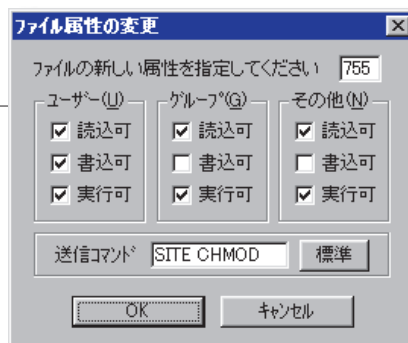 ﾌｧｲﾙ属性の変更
ﾌｧｲﾙの新しい属性を指定してください 755
ﾕｰｻﾞｰ(U) ｸﾞﾙｰﾌﾟ(G) その他(N)
読込可 読込可 読込可
書込可 書込可 書込可
実行可 実行可 実行可
送信ｺﾏﾝﾄﾞ SITE CHMOD 標準
OK ｷｬﾝｾﾙ